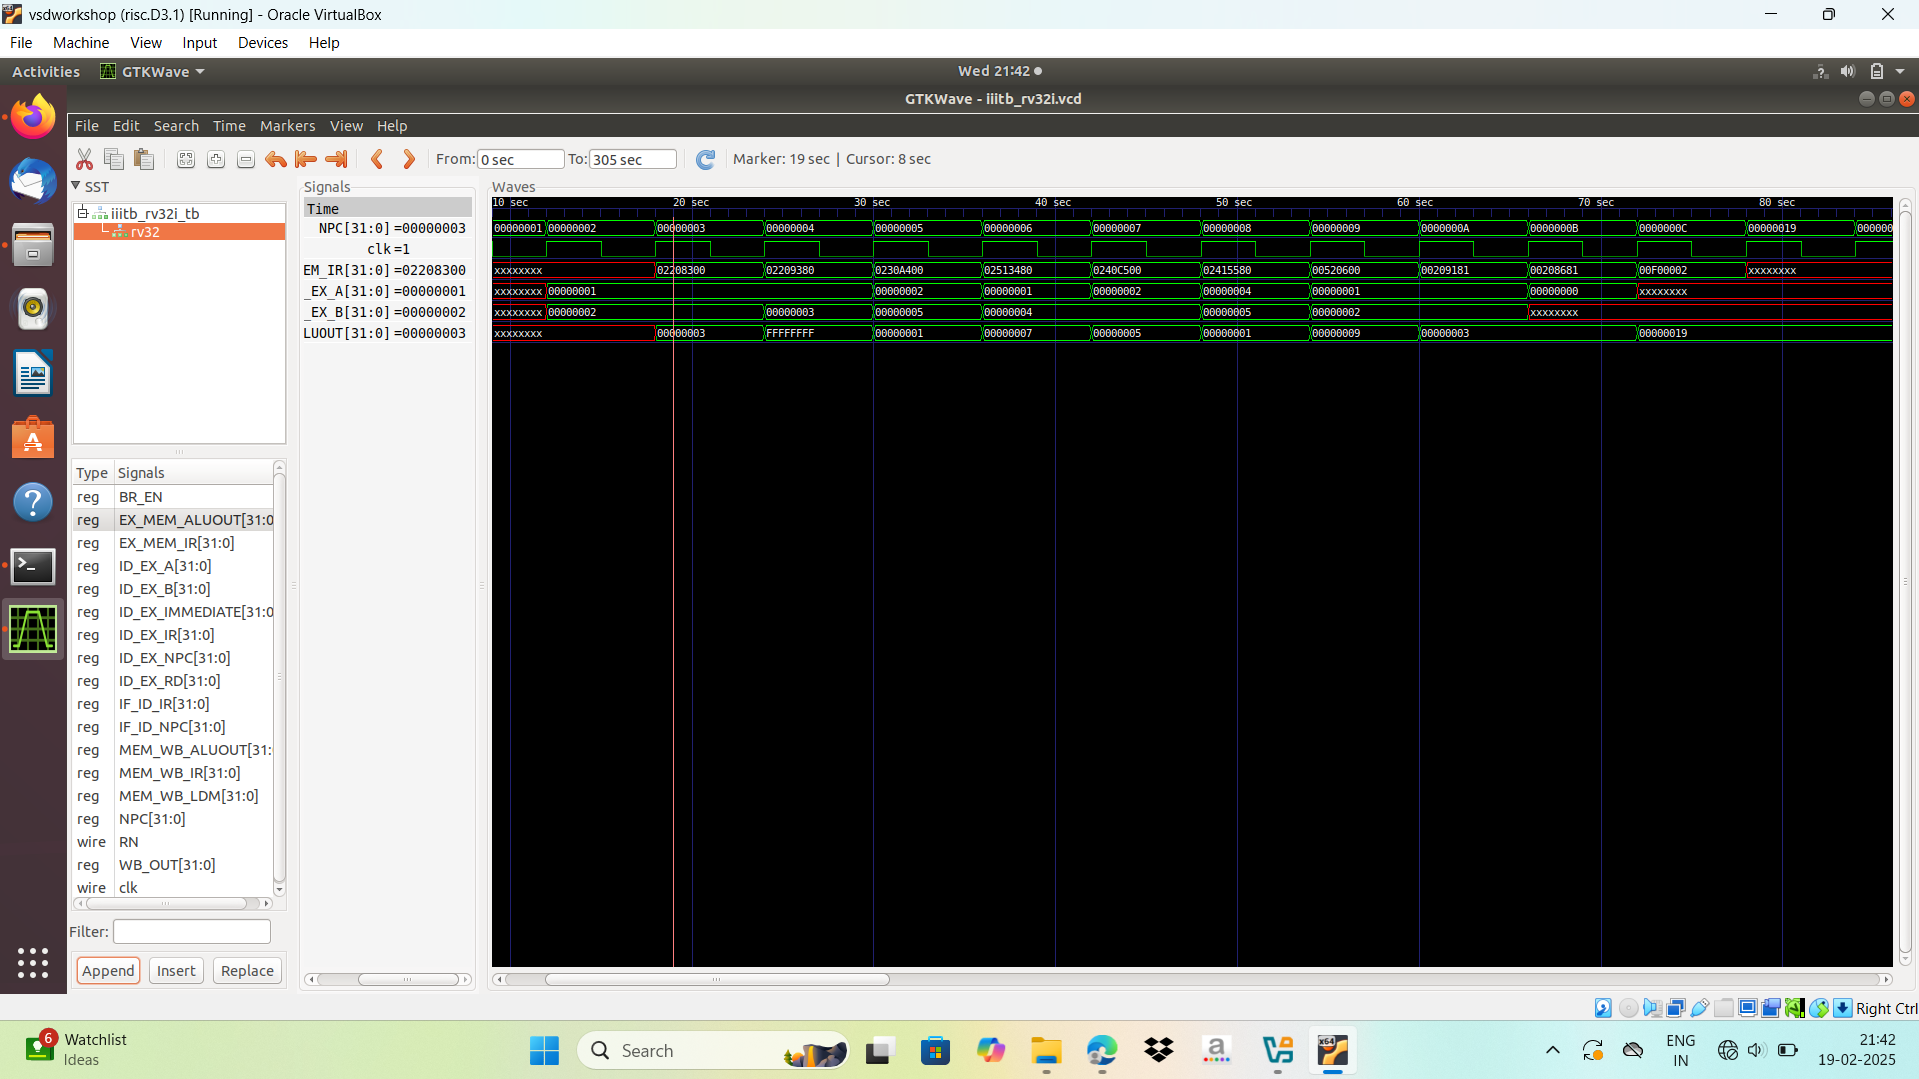 vsdworkshop (risc.D3.1) [Running] - Oracle VirtualBox
File Machine View Input Devices Help
Activities GTKWave Wed 21:42
GTKWave - iiitb_rv32i.vcd
File Edit Search Time Markers View Help
From: 0 sec To: 305 sec Marker: 19 sec | Cursor: 8 sec
SST
iiitb_rv32i_tb
rv32
Type Signals
reg BR_EN
reg EX_MEM_ALUOUT[31:0
reg EX_MEM_IR[31:0]
reg ID_EX_A[31:0]
reg ID_EX_B[31:0]
reg ID_EX_IMMEDIATE[31:0
reg ID_EX_IR[31:0]
reg ID_EX_NPC[31:0]
reg ID_EX_RD[31:0]
reg IF_ID_IR[31:0]
reg IF_ID_NPC[31:0]
reg MEM_WB_ALUOUT[31:
reg MEM_WB_IR[31:0]
reg MEM_WB_LDM[31:0]
reg NPC[31:0]
wire RN
reg WB_OUT[31:0]
wire clk
Filter:
Append Insert Replace
Signals
Time
NPC[31:0] =00000003
clk=1
EM_IR[31:0] =02208300
_EX_A[31:0] =00000001
_EX_B[31:0] =00000002
LUOUT[31:0] =00000003
Waves
10 sec 20 sec 30 sec 40 sec 50 sec 60 sec 70 sec 80 sec
00000001 00000002 00000003 00000004 00000005 00000006 00000007 00000008 00000009 0000000A 0000000B 0000000C 00000019 000000
xxxxxxxx 02208300 02209380 0230A400 02513480 0240C500 02415580 00520600 00209181 00208681 00F00002 xxxxxxxx
xxxxxxxx 00000001 00000002 00000001 00000002 00000004 00000001 00000000 xxxxxxxx
xxxxxxxx 00000002 00000003 00000005 00000004 00000005 00000002 xxxxxxxx
xxxxxxxx 00000003 FFFFFFFF 00000001 00000007 00000005 00000001 00000009 00000003 00000019
Right Ctrl
6
Watchlist
Ideas
Search
a
x64
ENG
IN
21:42
19-02-2025